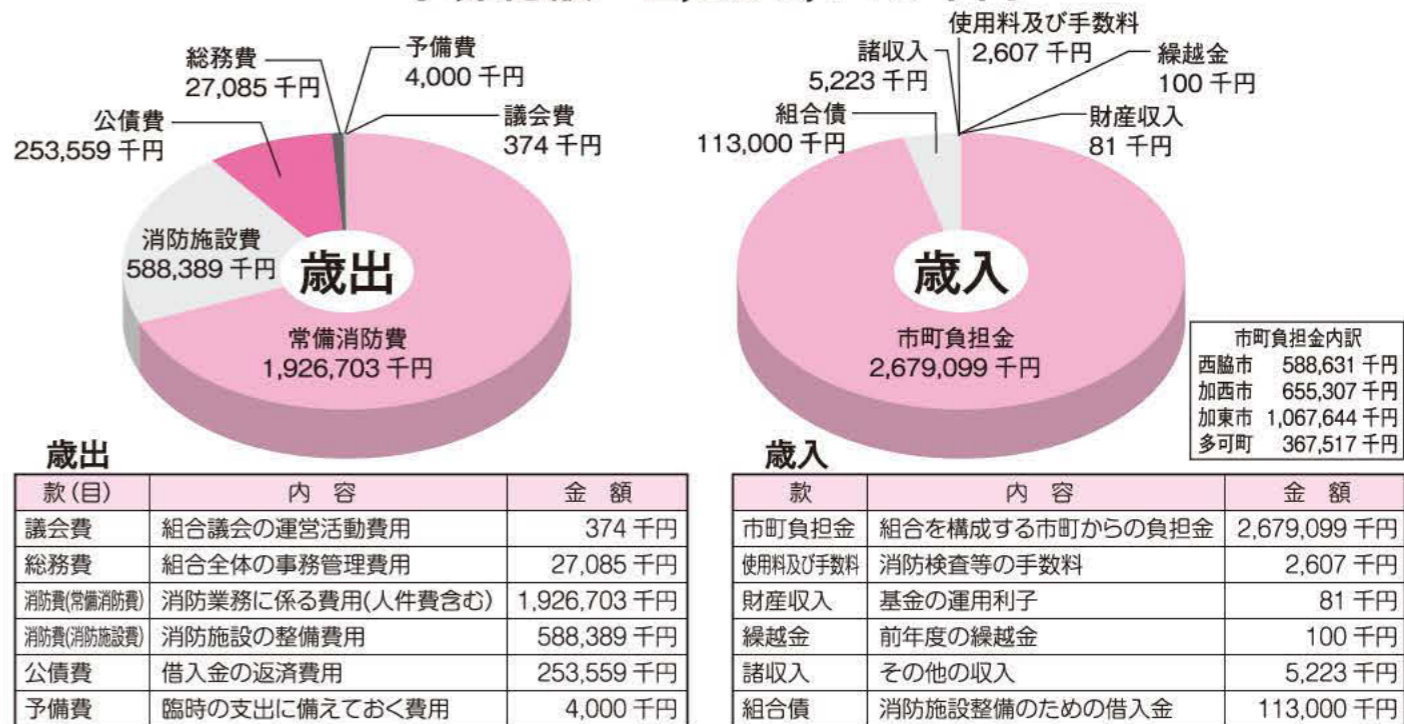 使用料及び手数料
2,607 千円
予備費
4,000 千円
総務費
27,085 千円
諸収入
5,223 千円
繰越金
100 千円
公債費
253,559 千円
議会費
374 千円
組合債
113,000 千円
財産収入
81 千円
消防施設費
588,389 千円
歳出
常備消防費
1,926,703 千円
歳入
市町負担金
2,679,099 千円
市町負担金内訳
西脇市 588,631 千円
加西市 655,307 千円
加東市 1,067,644 千円
多可町 367,517 千円
歳出
款(目) 内 容 金 額
議会費 組合議会の運営活動費用 374 千円
総務費 組合全体の事務管理費用 27,085 千円
消防費(常備消防費) 消防業務に係る費用(人件費含む) 1,926,703 千円
消防費(消防施設費) 消防施設の整備費用 588,389 千円
公債費 借入金の返済費用 253,559 千円
予備費 臨時の支出に備えておく費用 4,000 千円
歳入
款 内 容 金 額
市町負担金 組合を構成する市町からの負担金 2,679,099 千円
使用料及び手数料 消防検査等の手数料 2,607 千円
財産収入 基金の運用利子 81 千円
繰越金 前年度の繰越金 100 千円
諸収入 その他の収入 5,223 千円
組合債 消防施設整備のための借入金 113,000 千円